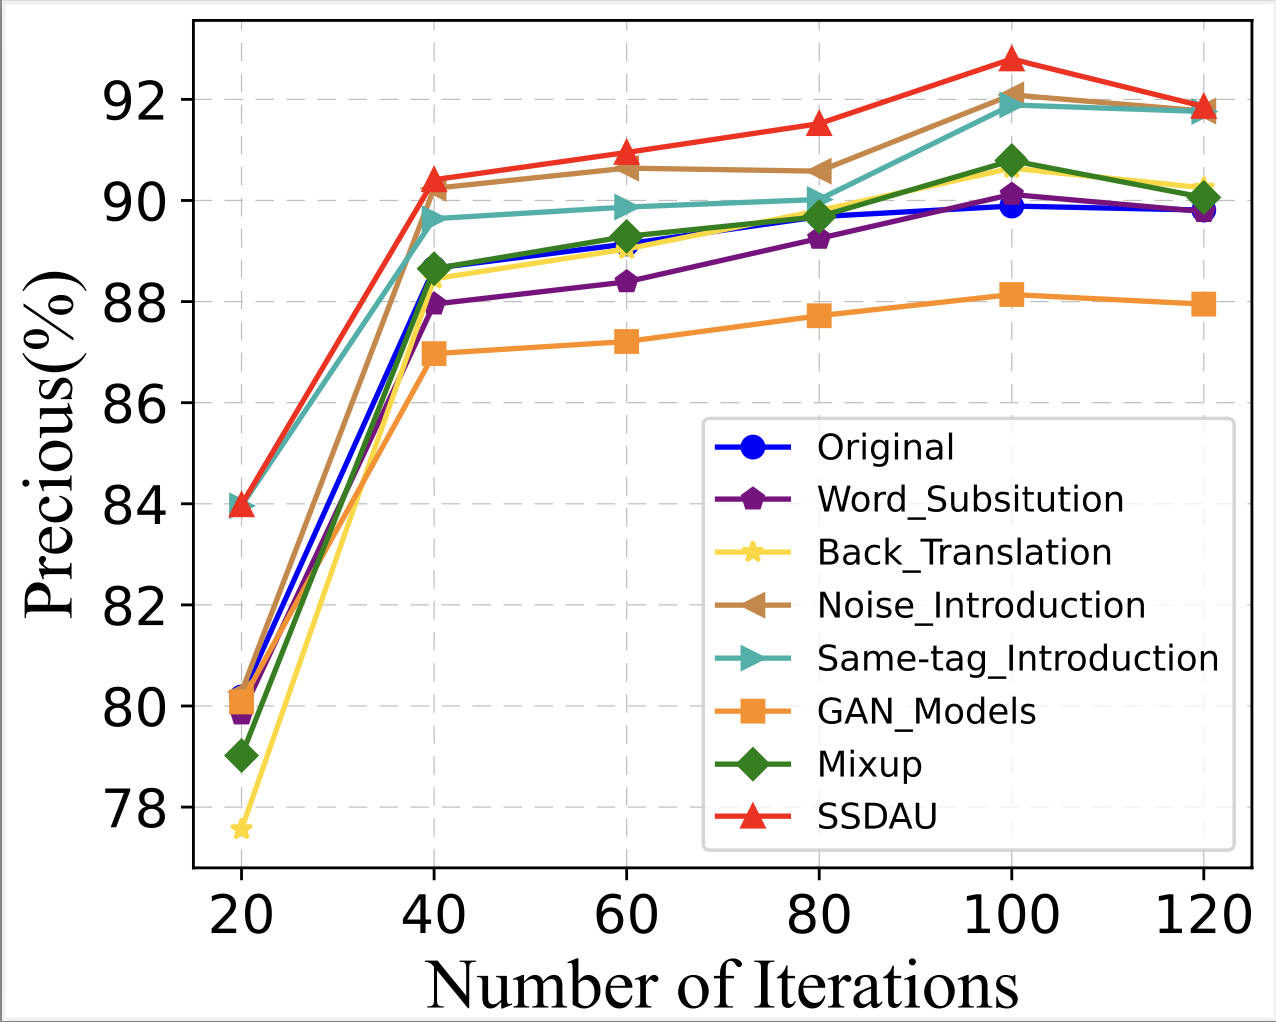 92
90
88
86
84
82
80
78
Precious(%)
Original
Word_Subsitution
Back_Translation
Noise_Introduction
Same-tag_Introduction
GAN_Models
Mixup
SSDAU
20 40 60 80 100 120
Number of Iterations